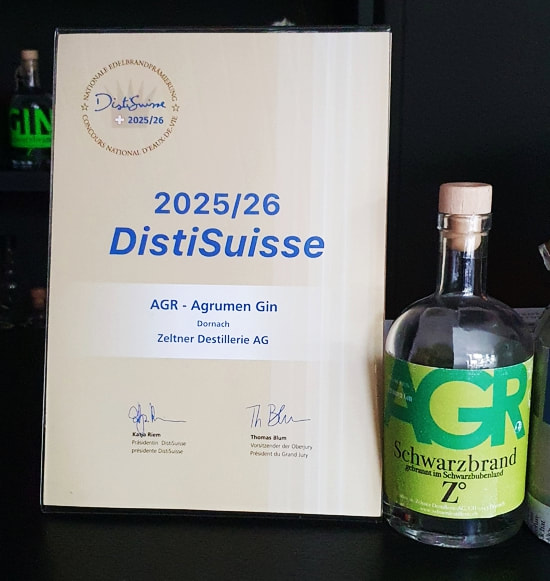 NATIONALE EDELBRANDPRÄMIERUNG
DistiSuisse
2025/26
CONCOURS NATIONAL D'EAUX-DE-VIE
2025/26
DistiSuisse
AGR - Agrumen Gin
Dornach
Zeltner Destillerie AG
Katja Riem
Präsidentin DistiSuisse
présidente DistiSuisse
Thomas Blum
Vorsitzender der Oberjury
Président du Grand Jury
GIN
AGR
Schwarzbrand
gebrannt im Schwarzbubenland
Z°